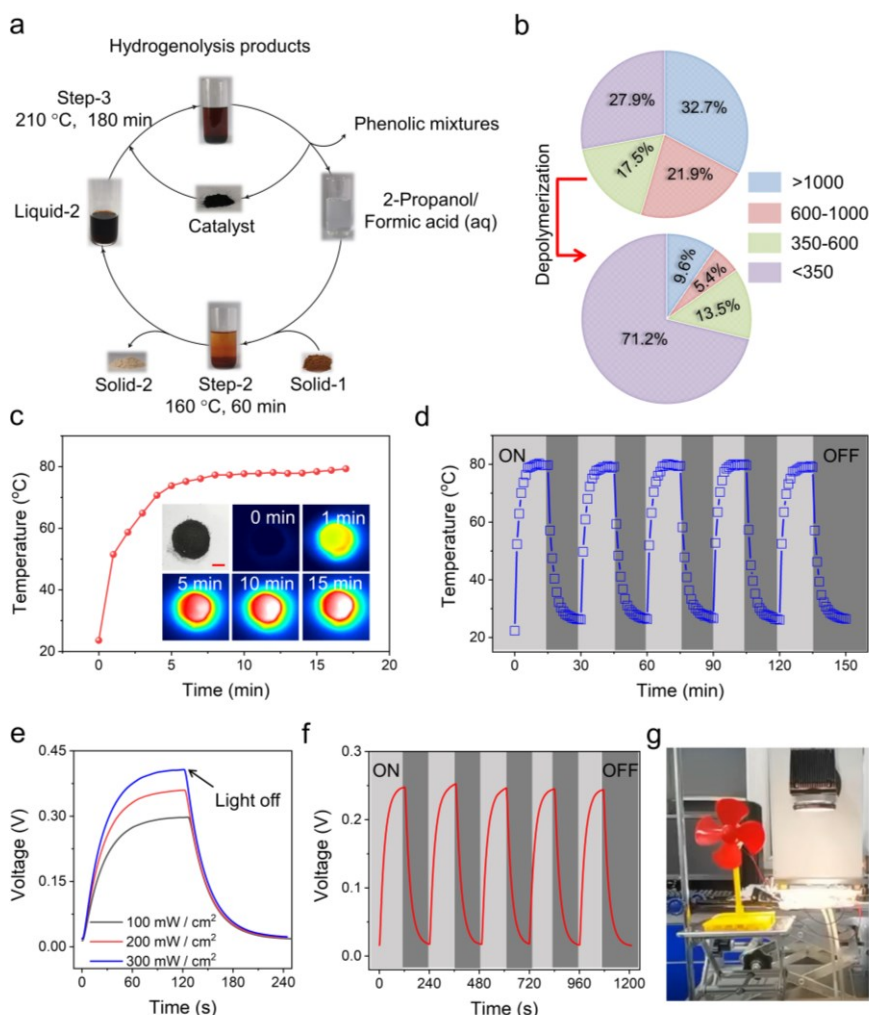 a
Hydrogenolysis products
Step-3
210 °C, 180 min
Phenolic mixtures
Liquid-2
Catalyst
2-Propanol/
Formic acid (aq)
Solid-2
Step-2
Solid-1
160 °C, 60 min
b
27.9%
32.7%
17.5%
21.9%
Depolymerization
9.6%
5.4%
13.5%
71.2%
>1000
600-1000
350-600
<350
c
Temperature (°C)
80
60
40
20
0 min
1 min
5 min
10 min
15 min
0
5
10
15
20
Time (min)
d
Temperature (°C)
80
60
40
20
ON
OFF
0
30
60
90
120
150
Time (min)
e
Voltage (V)
0.45
0.30
0.15
0.00
Light off
100 mW / cm²
200 mW / cm²
300 mW / cm²
0
60
120
180
240
Time (s)
f
Voltage (V)
0.3
0.2
0.1
0.0
ON
OFF
0
240
480
720
960
1200
Time (s)
g